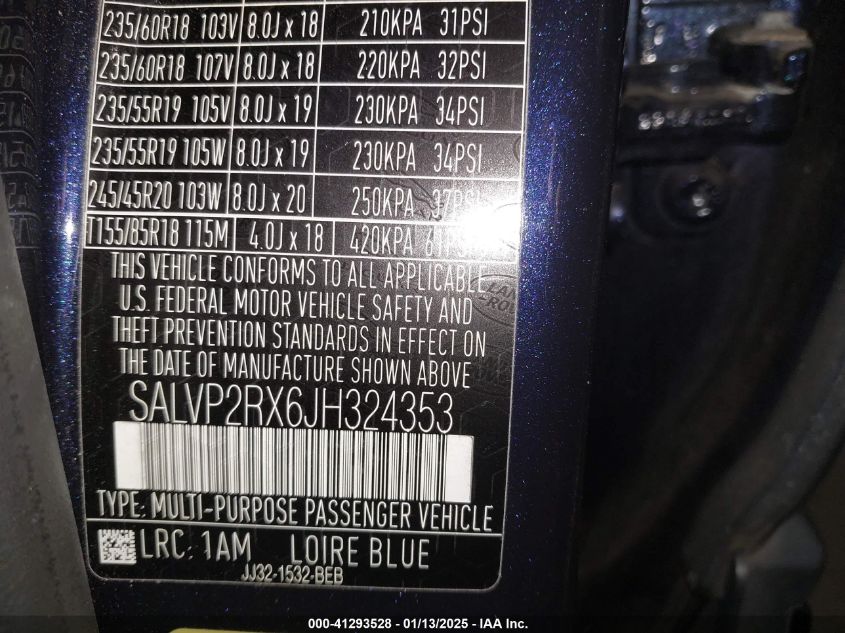 235/60R18 103V 8.0J x 18 210KPA 31PSI
235/60R18 107V 8.0J x 18 220KPA 32PSI
235/55R19 105V 8.0J x 19 230KPA 34PSI
235/55R19 105W 8.0J x 19 230KPA 34PSI
245/45R20 103W 8.0J x 20 250KPA 37PSI
T155/85R18 115M 4.0J x 18 420KPA 61PSI
THIS VEHICLE CONFORMS TO ALL APPLICABLE
U.S. FEDERAL MOTOR VEHICLE SAFETY AND
THEFT PREVENTION STANDARDS IN EFFECT ON
THE DATE OF MANUFACTURE SHOWN ABOVE
SALVP2RX6JH324353
TYPE: MULTI-PURPOSE PASSENGER VEHICLE
LRC: 1AM LOIRE BLUE
JJ32-1532-BEB
000-41293528 - 01/13/2025 - IAA Inc.